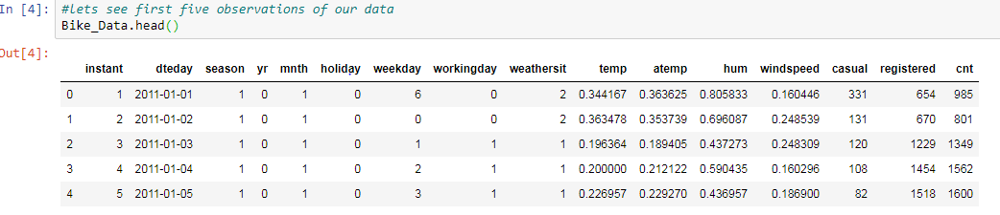 In [4]: #Lets see first five observations of our data
Bike_Data.head()
Out[4]:
instant dteday season yr mnth holiday weekday workingday weathersit temp atemp hum windspeed casual registered cnt
0 1 2011-01-01 1 0 1 0 6 0 2 0.344167 0.363625 0.805833 0.160446 331 654 985
1 2 2011-01-02 1 0 1 0 0 0 2 0.363478 0.353739 0.696087 0.248539 131 670 801
2 3 2011-01-03 1 0 1 0 1 1 1 0.196364 0.189405 0.437273 0.248309 120 1229 1349
3 4 2011-01-04 1 0 1 0 2 1 1 0.200000 0.212122 0.590435 0.160296 108 1454 1562
4 5 2011-01-05 1 0 1 0 3 1 1 0.226957 0.229270 0.436957 0.186900 82 1518 1600